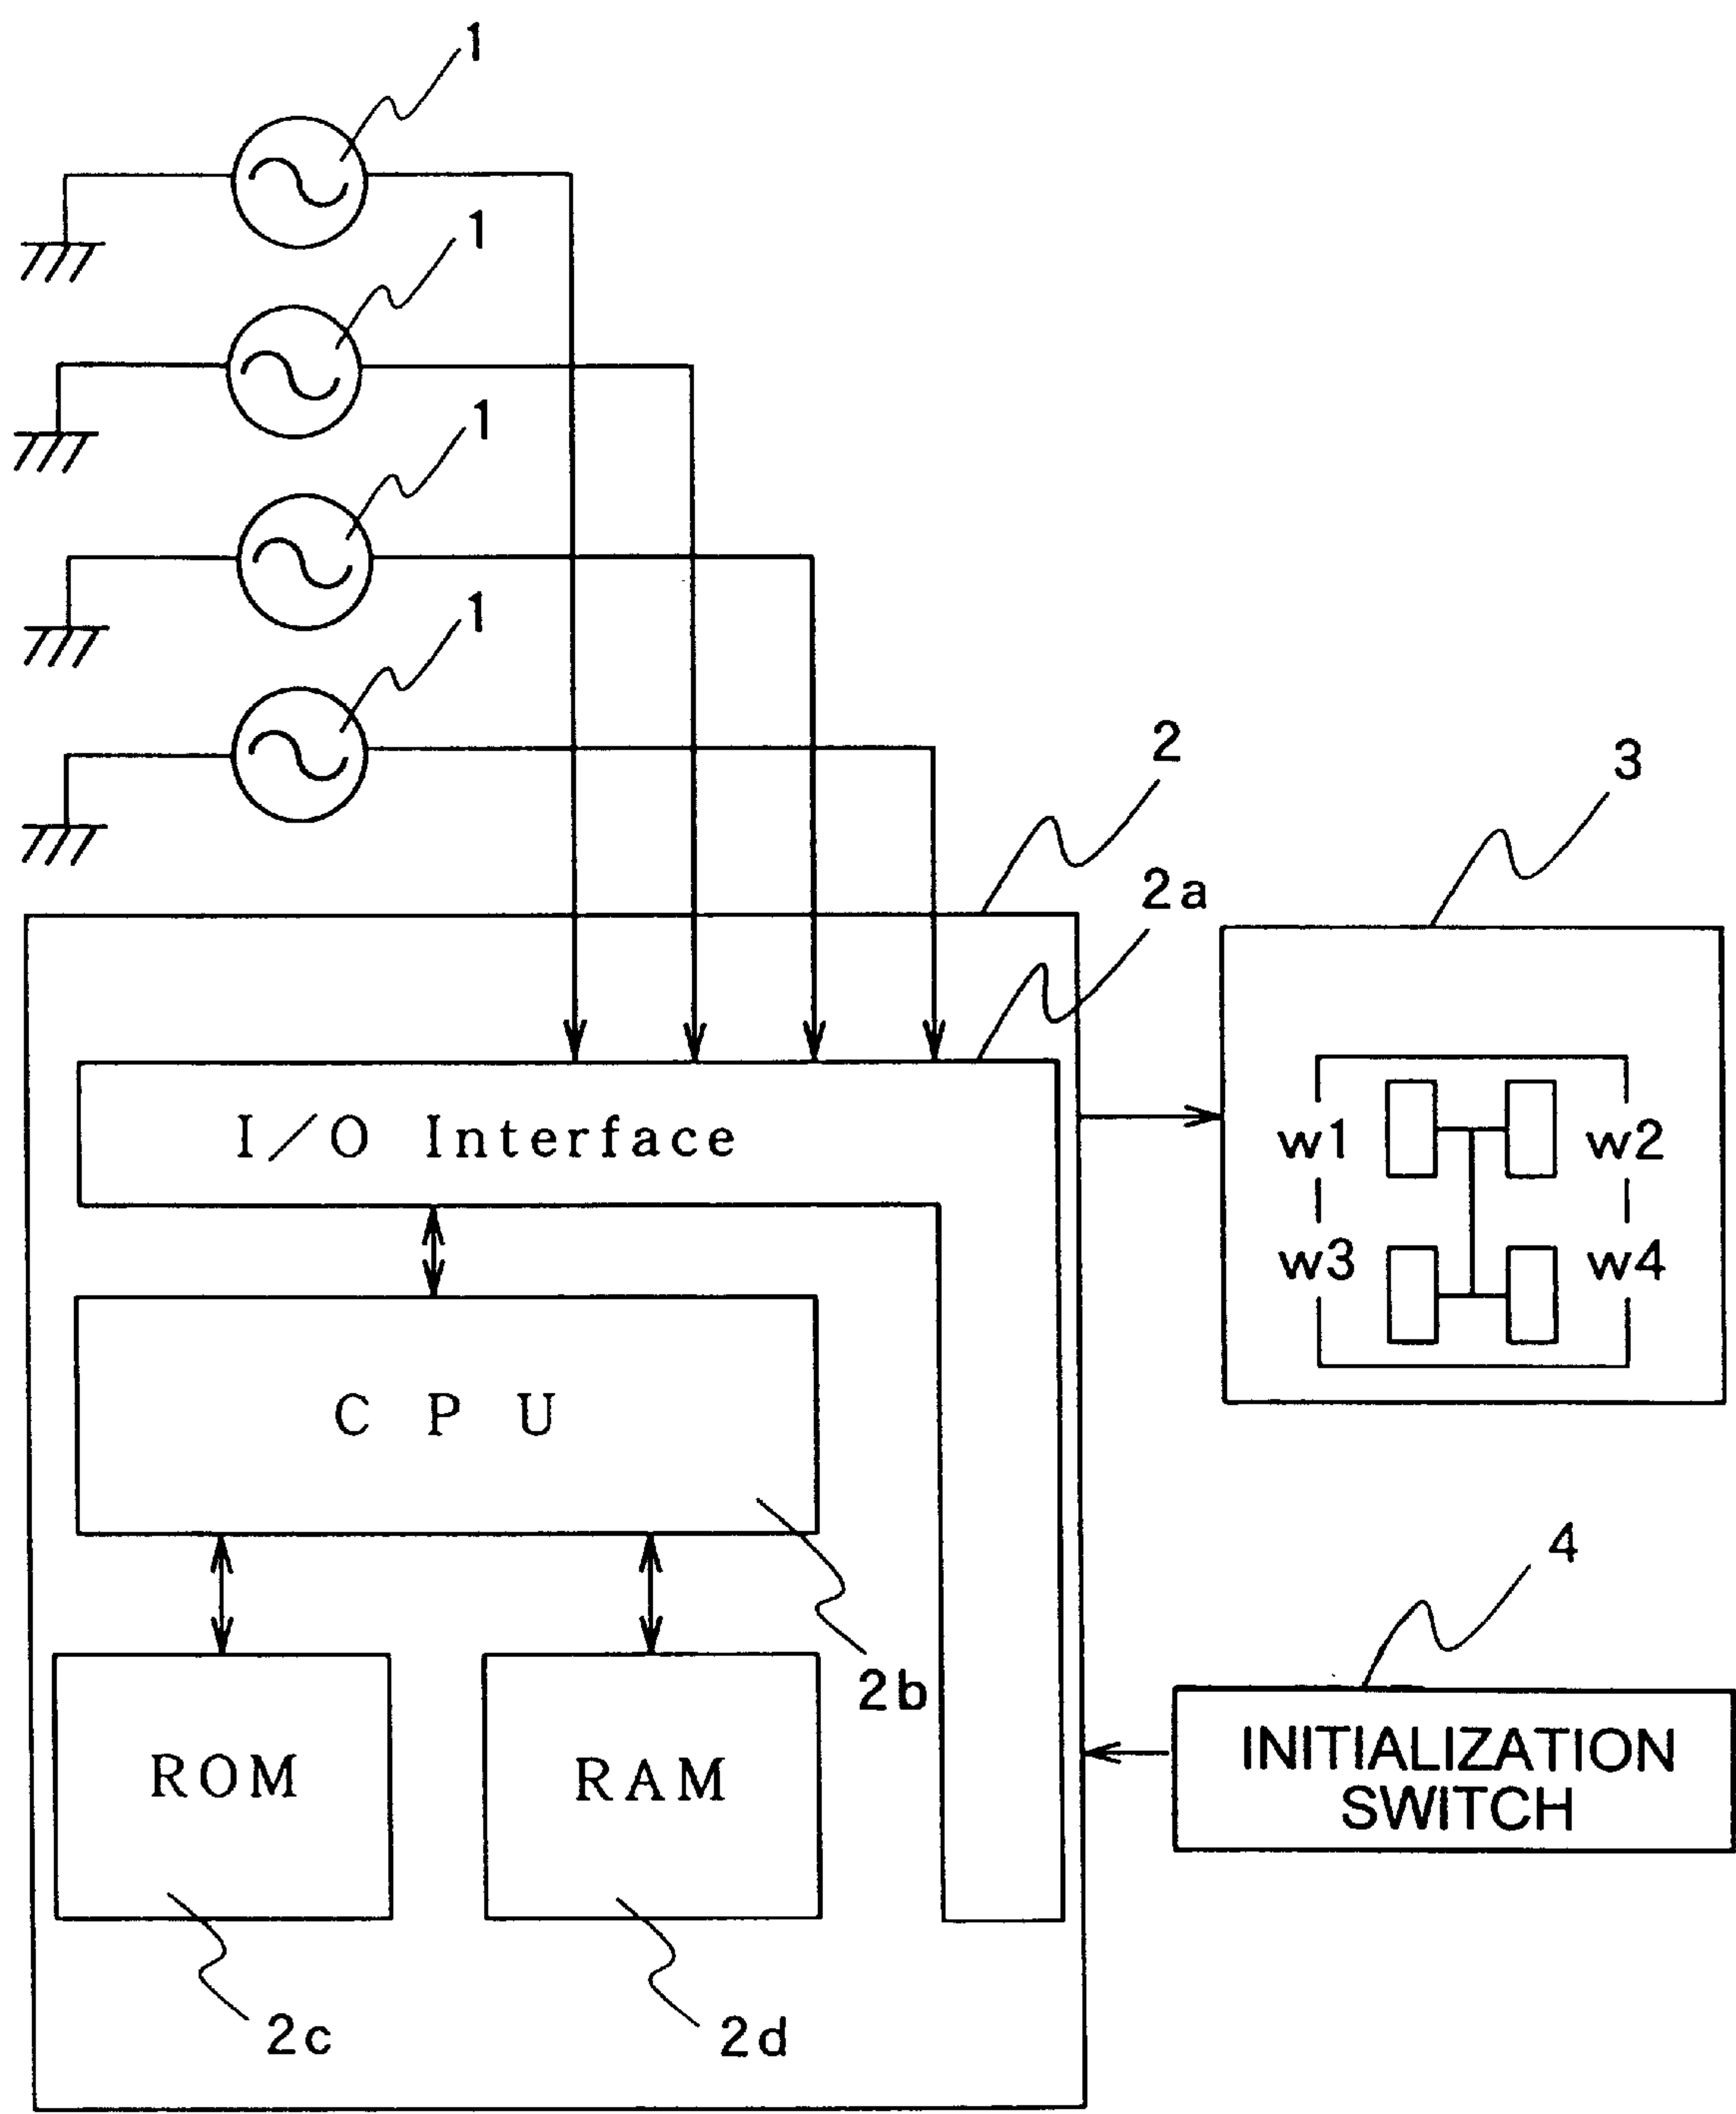 1
1
1
1
2
3
2a
I/O Interface
w1 w2
w3 w4
C P U
4
2b
INITIALIZATION
SWITCH
ROM
RAM
2c
2d